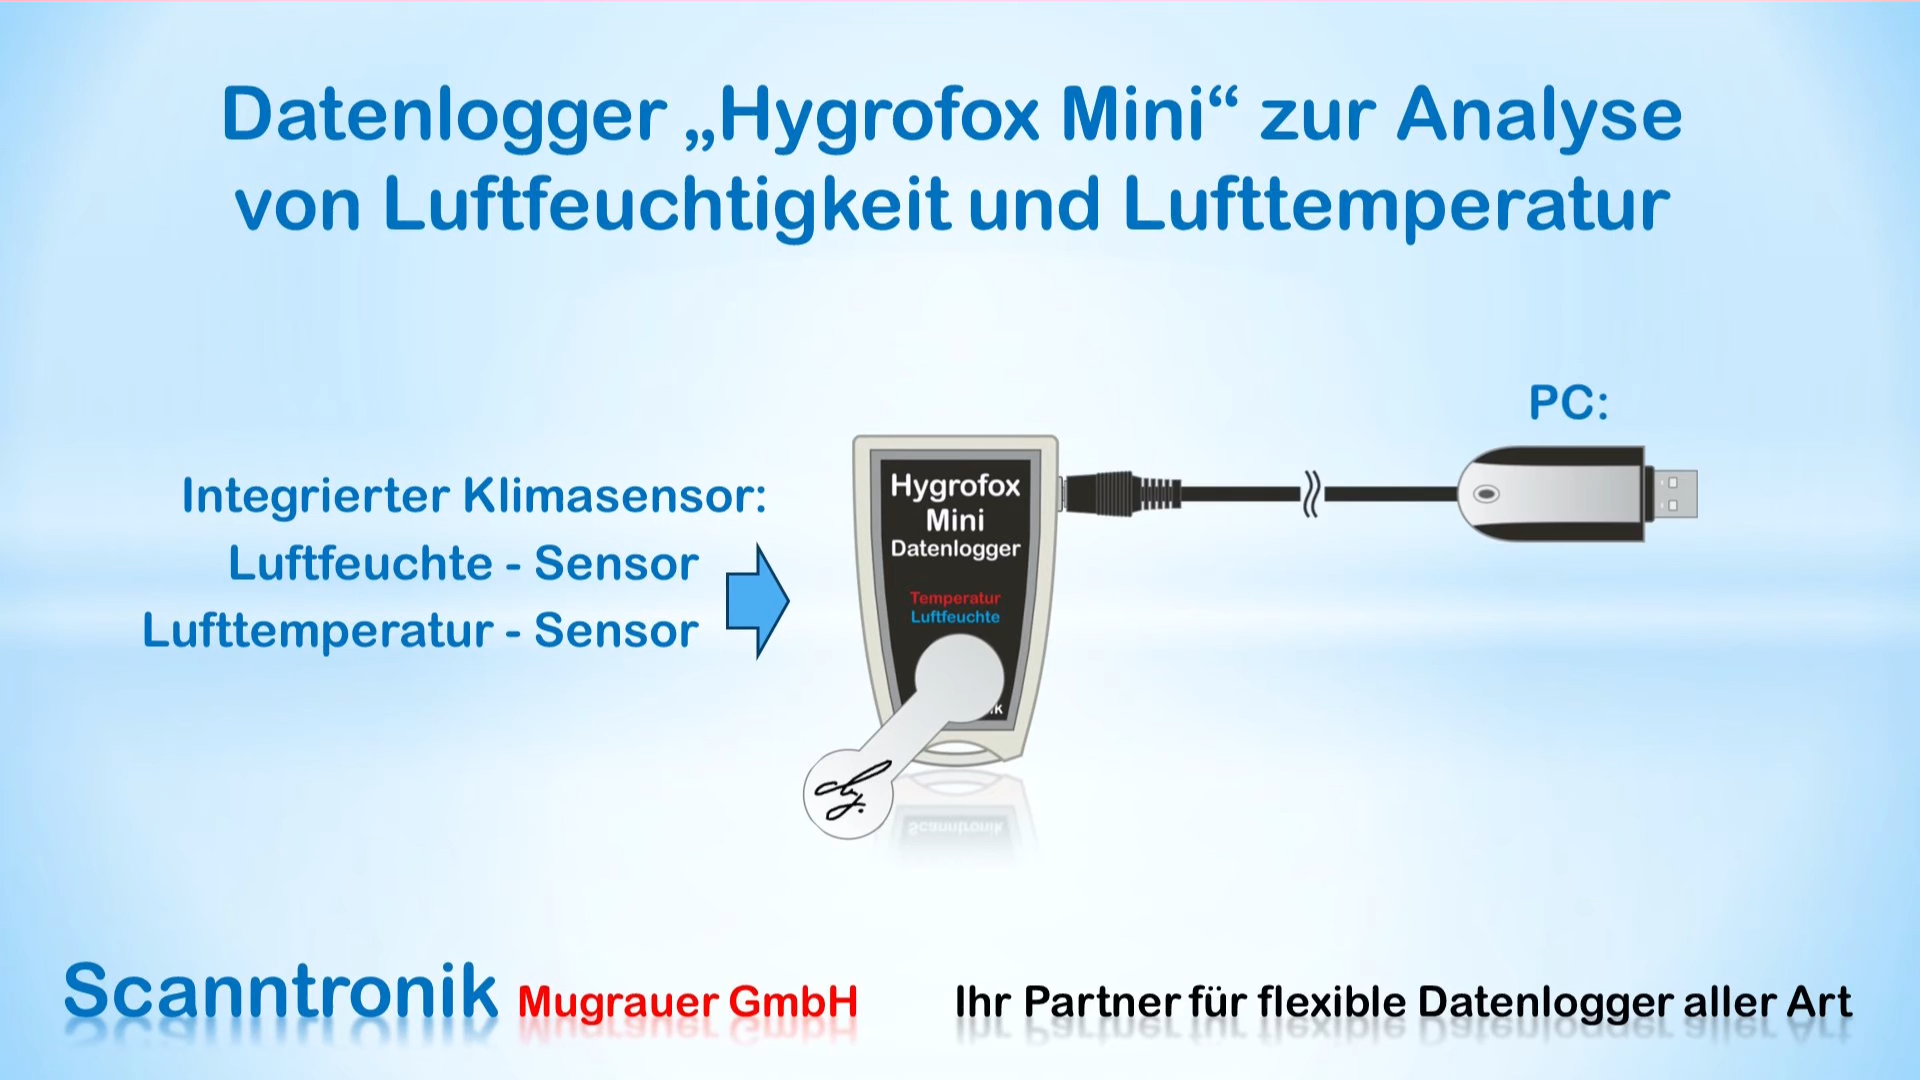 Datenlogger „Hygrofox Mini“ zur Analyse
von Luftfeuchtigkeit und Lufttemperatur
PC:
Integrierter Klimasensor:
Luftfeuchte - Sensor
Lufttemperatur - Sensor
Hygrofox
Mini
Datenlogger
Temperatur
Luftfeuchte
Scanntronik Mugrauer GmbH
Ihr Partner für flexible Datenlogger aller Art